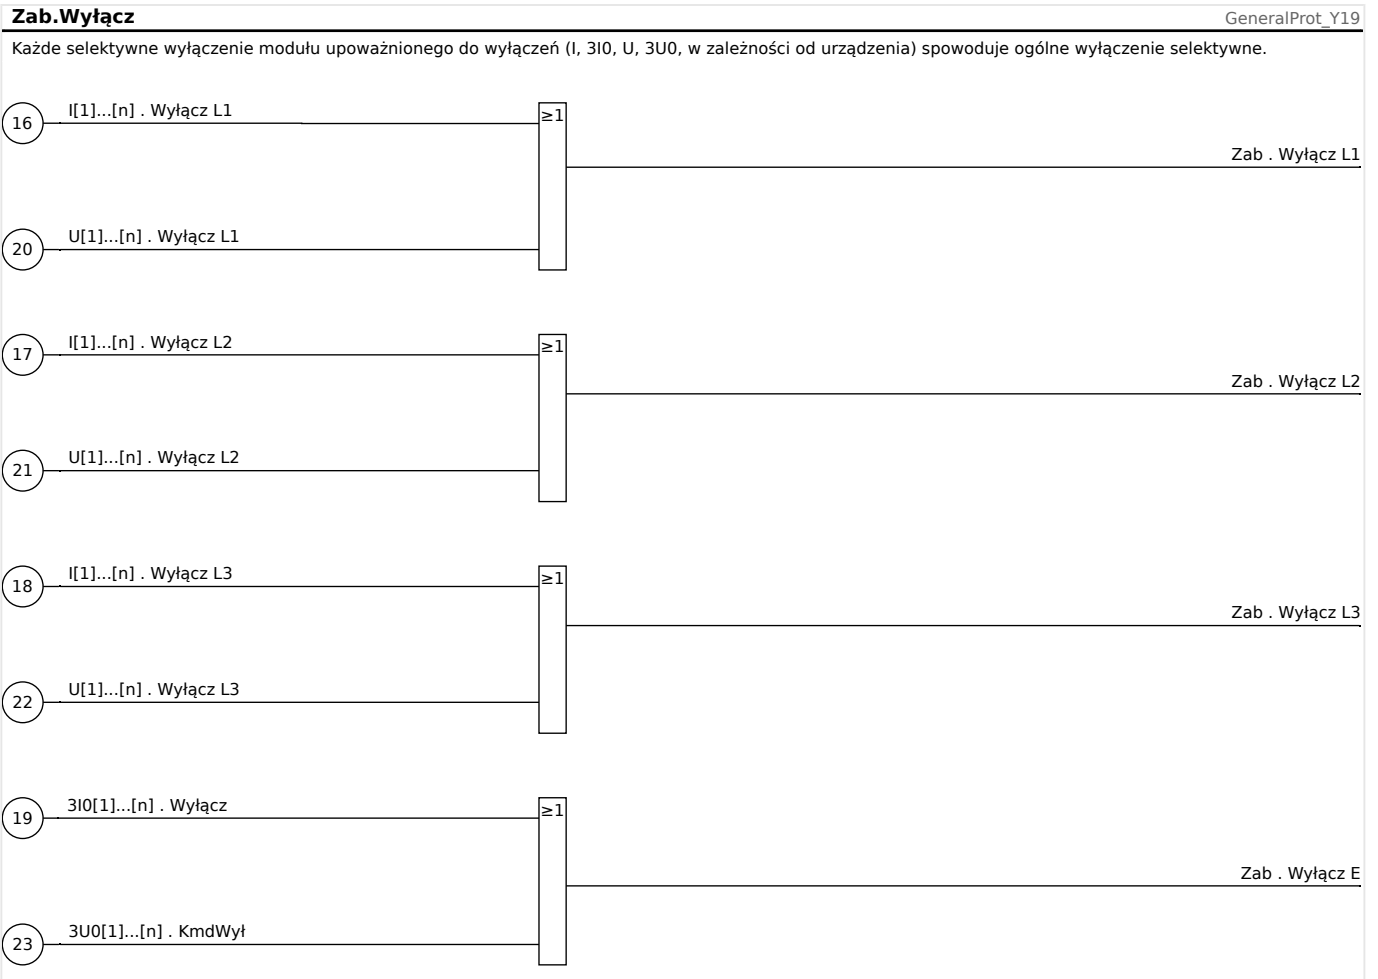 Zab.Wyłącz
GeneralProt_Y19
Każde selektywne wyłączenie modułu upoważnionego do wyłączeń (I, 3I0, U, 3U0, w zależności od urządzenia) spowoduje ogólne wyłączenie selektywne.
16
I[1]...[n] . Wyłącz L1
≥1
Zab . Wyłącz L1
20
U[1]...[n] . Wyłącz L1
17
I[1]...[n] . Wyłącz L2
≥1
Zab . Wyłącz L2
21
U[1]...[n] . Wyłącz L2
18
I[1]...[n] . Wyłącz L3
≥1
Zab . Wyłącz L3
22
U[1]...[n] . Wyłącz L3
19
3I0[1]...[n] . Wyłącz
≥1
Zab . Wyłącz E
23
3U0[1]...[n] . KmdWył